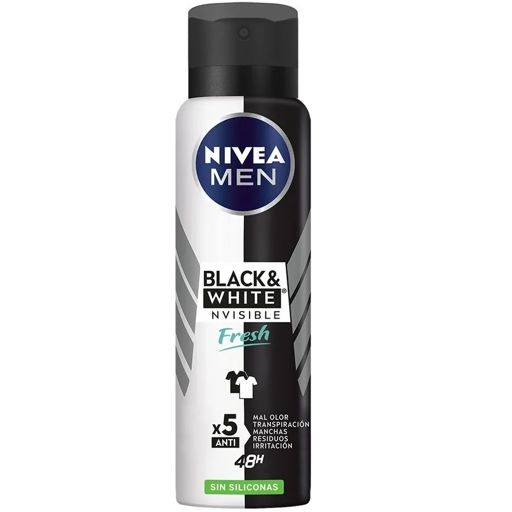 NIVEA
MEN
BLACK&
WHITE®
NVISIBLE
Fresh
x5
ANTI
MAL OLOR
TRANSPIRACIÓN
MANCHAS
RESIDUOS
IRRITACIÓN
48H
SIN SILICONAS